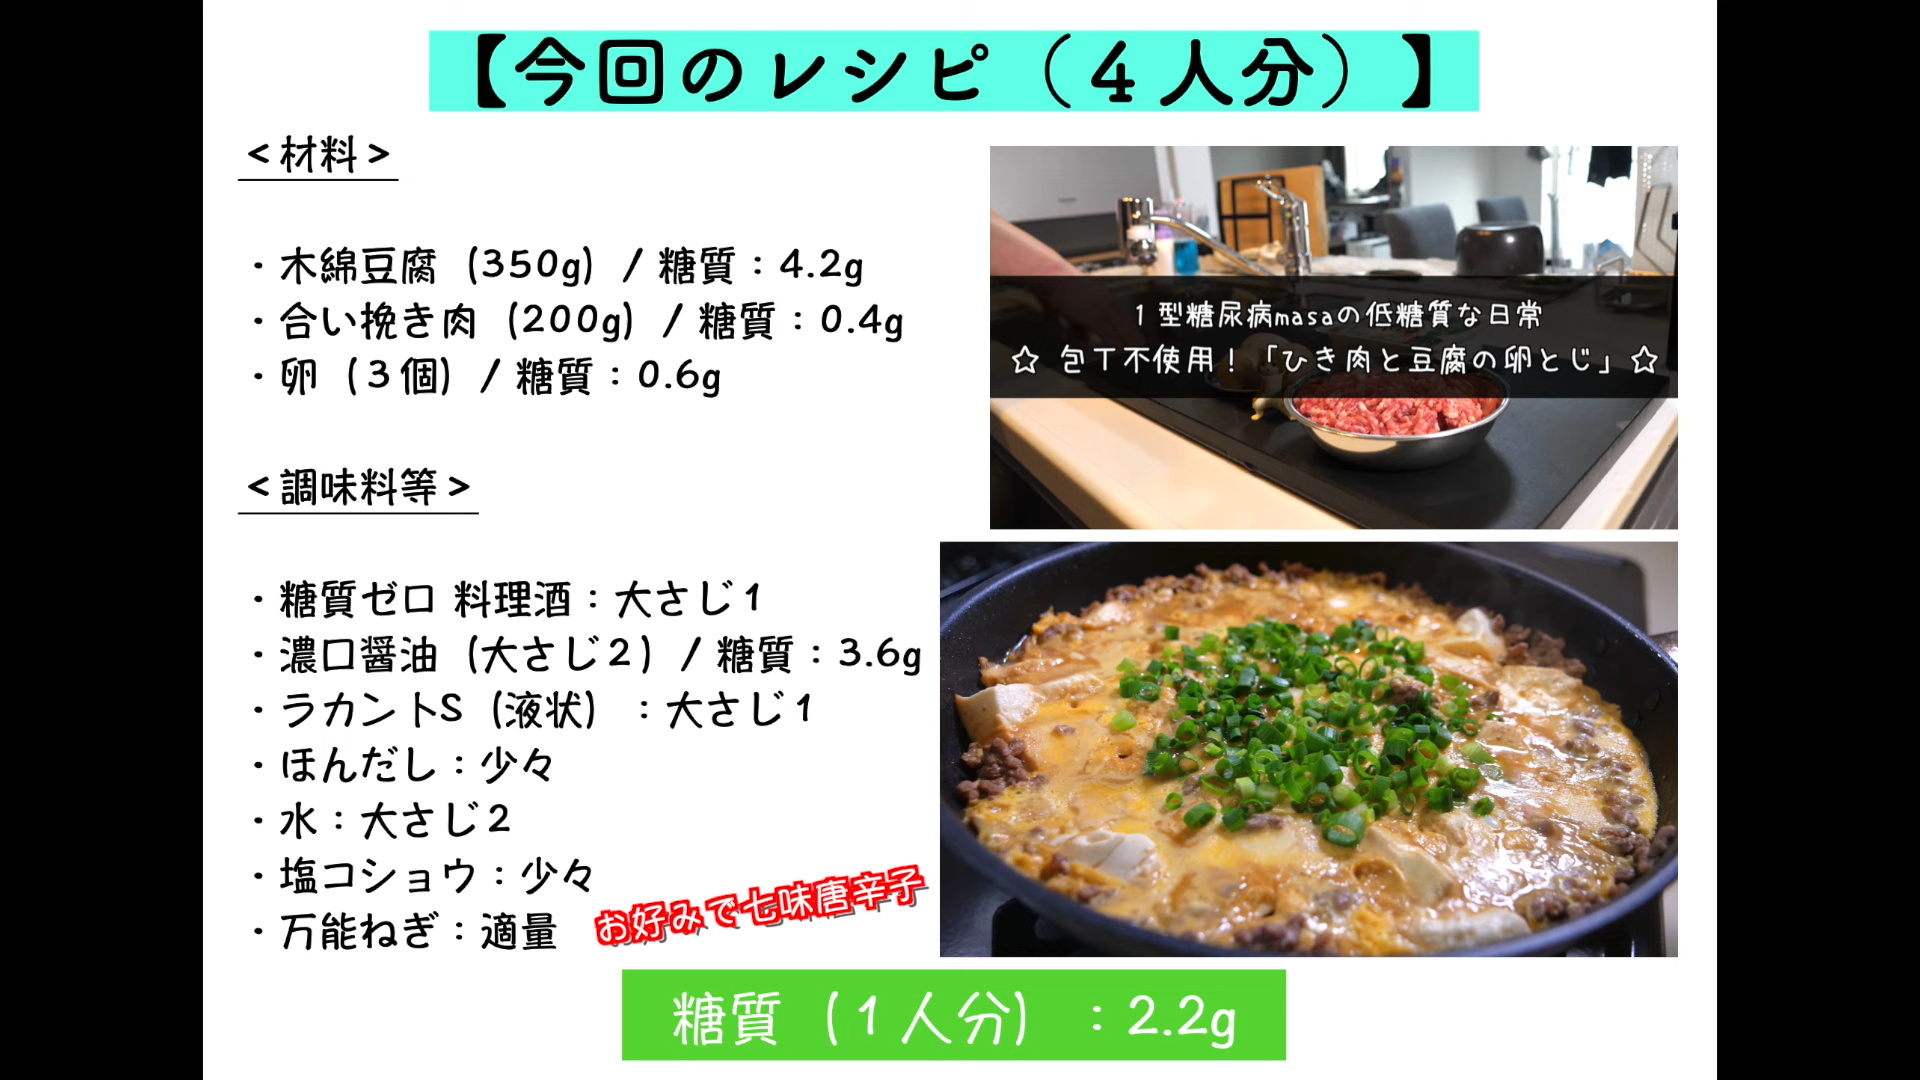 【今回のレシピ（４人分）】
＜材料＞
・木綿豆腐（350g）/ 糖質：4.2g
・合い挽き肉（200g）/ 糖質：0.4g
・卵（３個）/ 糖質：0.6g
＜調味料等＞
・糖質ゼロ 料理酒：大さじ１
・濃口醤油（大さじ２）/ 糖質：3.6g
・ラカントS（液状）：大さじ１
・ほんだし：少々
・水：大さじ２
・塩コショウ：少々
・万能ねぎ：適量
お好みで七味唐辛子
１型糖尿病masaの低糖質な日常
☆ 包丁不使用！「ひき肉と豆腐の卵とじ」☆
糖質（１人分）：2.2g